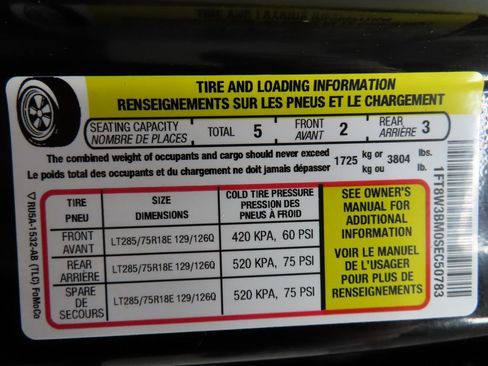 TIRE AND LOADING INFORMATION
RENSEIGNEMENTS SUR LES PNEUS ET LE CHARGEMENT
SEATING CAPACITY
NOMBRE DE PLACES
TOTAL 5
FRONT
AVANT 2
REAR
ARRIÈRE 3
The combined weight of occupants and cargo should never exceed 1725 kg or 3804 lbs.
Le poids total des occupants et du chargement ne doit jamais dépasser kg ou lb.
TIRE
PNEU
SIZE
DIMENSIONS
COLD TIRE PRESSURE
PRESSION DES
PNEUS À FROID
FRONT
AVANT
LT285/75R18E 129/126Q
420 KPA, 60 PSI
REAR
ARRIÈRE
LT285/75R18E 129/126Q
520 KPA, 75 PSI
SPARE
DE
SECOURS
LT285/75R18E 129/126Q
520 KPA, 75 PSI
SEE OWNER'S
MANUAL FOR
ADDITIONAL
INFORMATION
VOIR LE MANUEL
DE L'USAGER
POUR PLUS DE
RENSEIGNEMENTS
1FT8W3BM0SEC50783
RU5A-1532-AB (TLC) FoMoCo